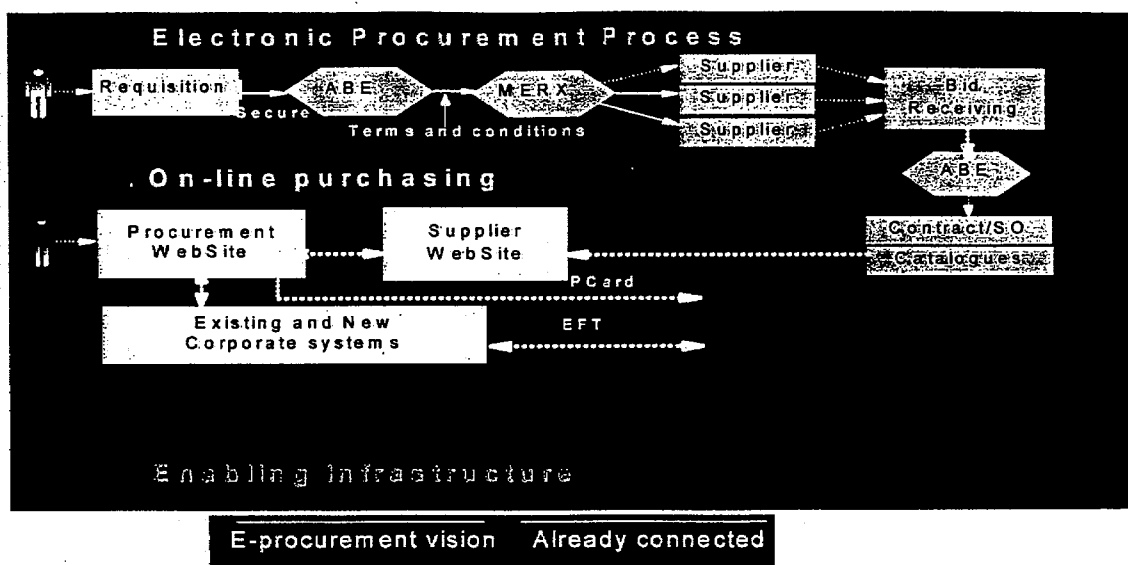 Electronic Procurement Process
Requisition
Secure
ABE
Terms and conditions
MERX
Supplier
Supplier
Supplier
Bid
Receiving
ABE
Contract/SO
Catalogues
. On-line purchasing
Procurement
WebSite
Supplier
WebSite
PCard
Existing and New
Corporate systems
EFT
Enabling Infrastructure
E-procurement vision
Already connected